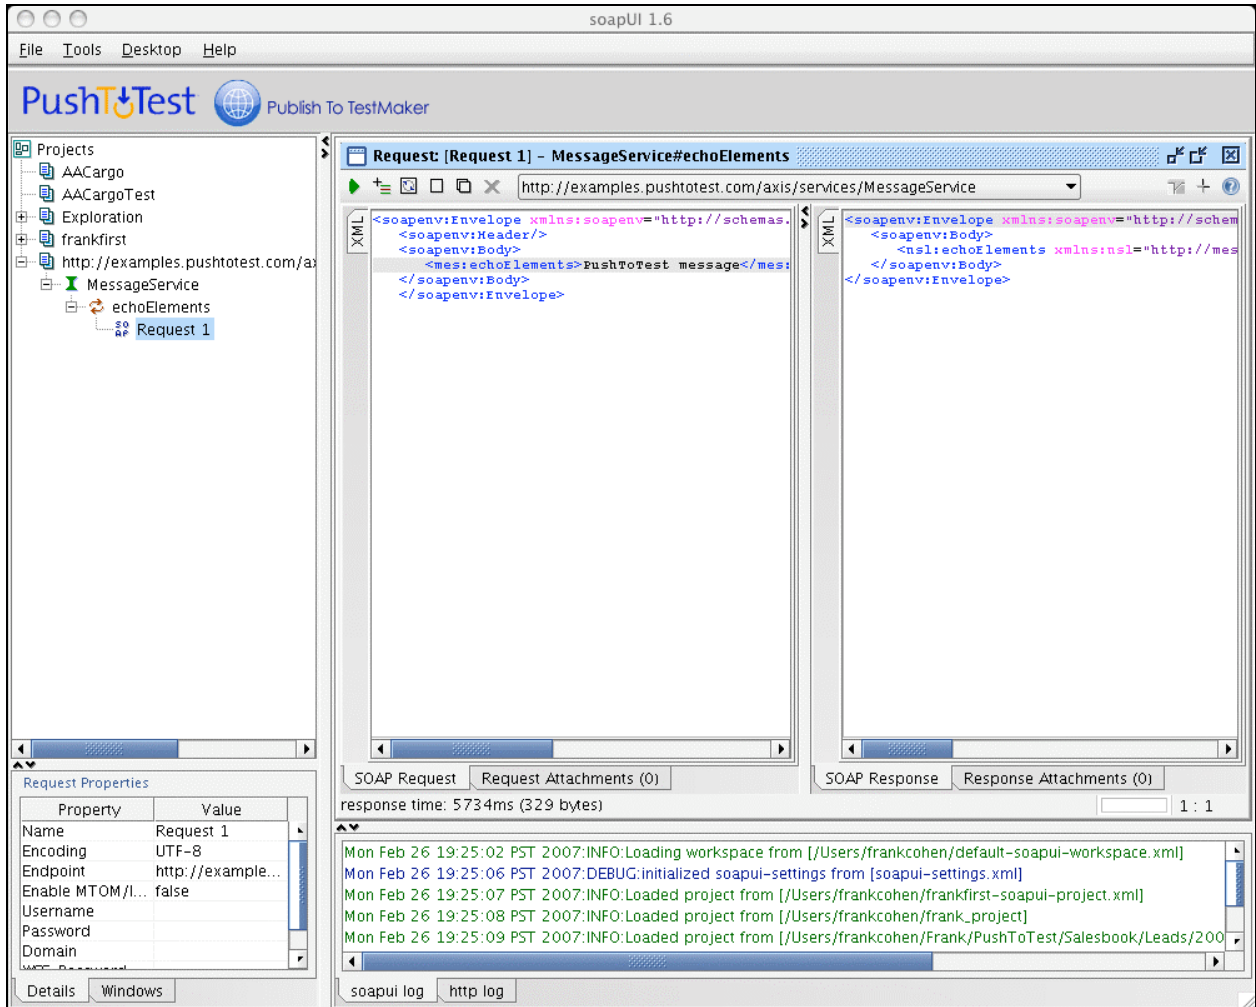 soapUI 1.6
File Tools Desktop Help
PushToTest Publish To TestMaker
Projects
AACargo
AACargoTest
Exploration
frankfirst
http://examples.pushtotest.com/ax
MessageService
echoElements
SO AP Request 1
Request: [Request 1] - MessageService#echoElements
http://examples.pushtotest.com/axis/services/MessageService
XML
<soapenv:Envelope xmlns:soapenv="http://schemas.
<soapenv:Header/>
<soapenv:Body>
<mes:echoElements>PushToTest message</mes:
</soapenv:Body>
</soapenv:Envelope>
SOAP Request Request Attachments (0)
XML
<soapenv:Envelope xmlns:soapenv="http://schem
<soapenv:Body>
<ns1:echoElements xmlns:ns1="http://mes
</soapenv:Body>
</soapenv:Envelope>
SOAP Response Response Attachments (0)
response time: 5734ms (329 bytes) 1 : 1
Request Properties
Property Value
Name Request 1
Encoding UTF-8
Endpoint http://example...
Enable MTOM/I... false
Username
Password
Domain
Details Windows
Mon Feb 26 19:25:02 PST 2007:INFO:Loading workspace from [/Users/frankcohen/default-soapui-workspace.xml]
Mon Feb 26 19:25:06 PST 2007:DEBUG:initialized soapui-settings from [soapui-settings.xml]
Mon Feb 26 19:25:07 PST 2007:INFO:Loaded project from [/Users/frankcohen/frankfirst-soapui-project.xml]
Mon Feb 26 19:25:08 PST 2007:INFO:Loaded project from [/Users/frankcohen/frank_project]
Mon Feb 26 19:25:09 PST 2007:INFO:Loaded project from [/Users/frankcohen/Frank/PushToTest/Salesbook/Leads/200
soapui log http log